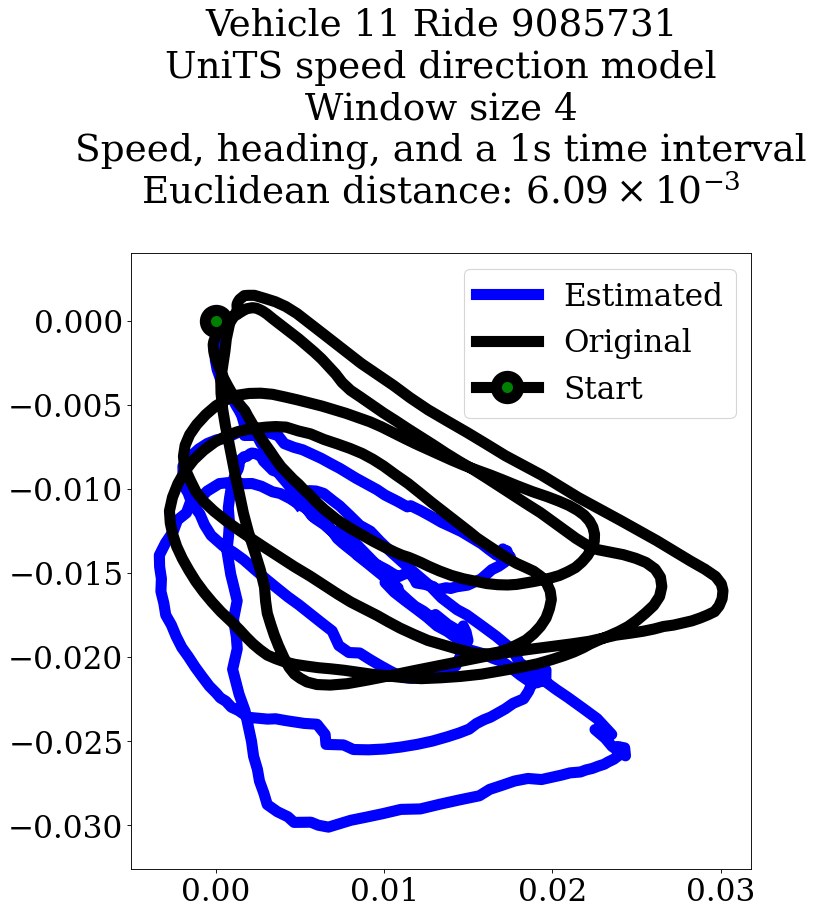 Vehicle 11 Ride 9085731
UniTS speed direction model
Window size 4
Speed, heading, and a 1s time interval
Euclidean distance: 6.09 × 10⁻³
Estimated
Original
Start
0.000
−0.005
−0.010
−0.015
−0.020
−0.025
−0.030
0.00 0.01 0.02 0.03